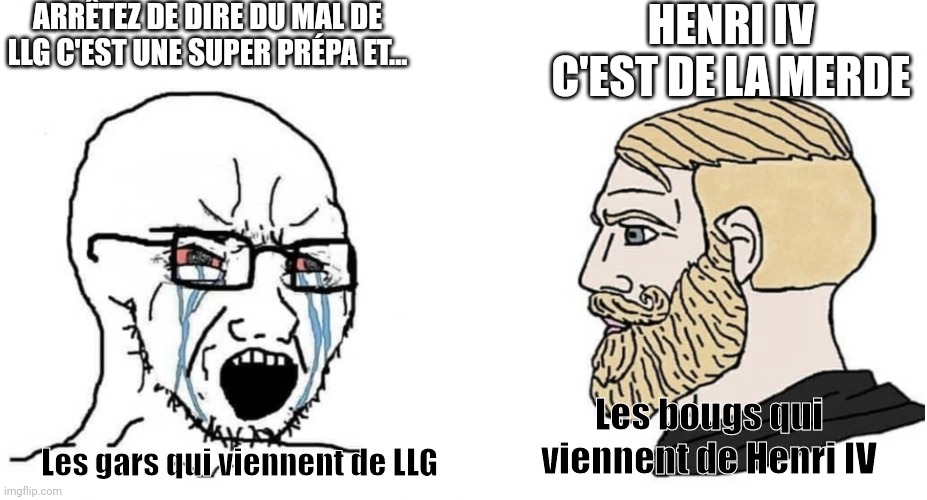 ARRÊTEZ DE DIRE DU MAL DE
LLG C'EST UNE SUPER PRÉPA ET...
HENRI IV
C'EST DE LA MERDE
Les gars qui viennent de LLG
Les bougs qui
viennent de Henri IV
imgflip.com